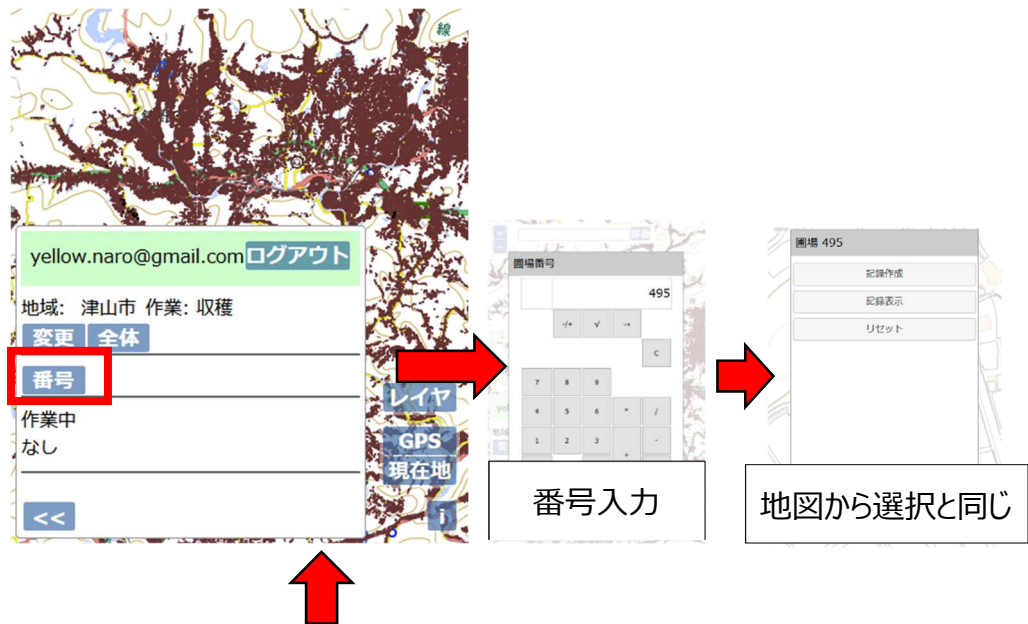 線
yellow.naro@gmail.com ログアウト
地域: 津山市 作業: 収穫
変更 全体
番号
作業中
なし
<<
レイヤ
GPS
現在地
i
圃場番号
495
-/+ √ →
C
7 8 9
4 5 6 * /
1 2 3 -
+
番号入力
圃場 495
記録作成
記録表示
リセット
地図から選択と同じ